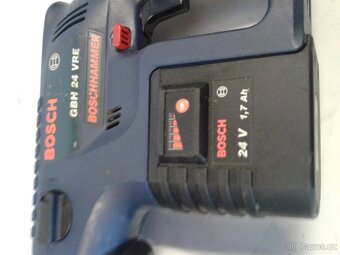 BOSCH
GBH 24 VRE
BOSCHHAMMER
BOSCH
24 V 1,7 Ah